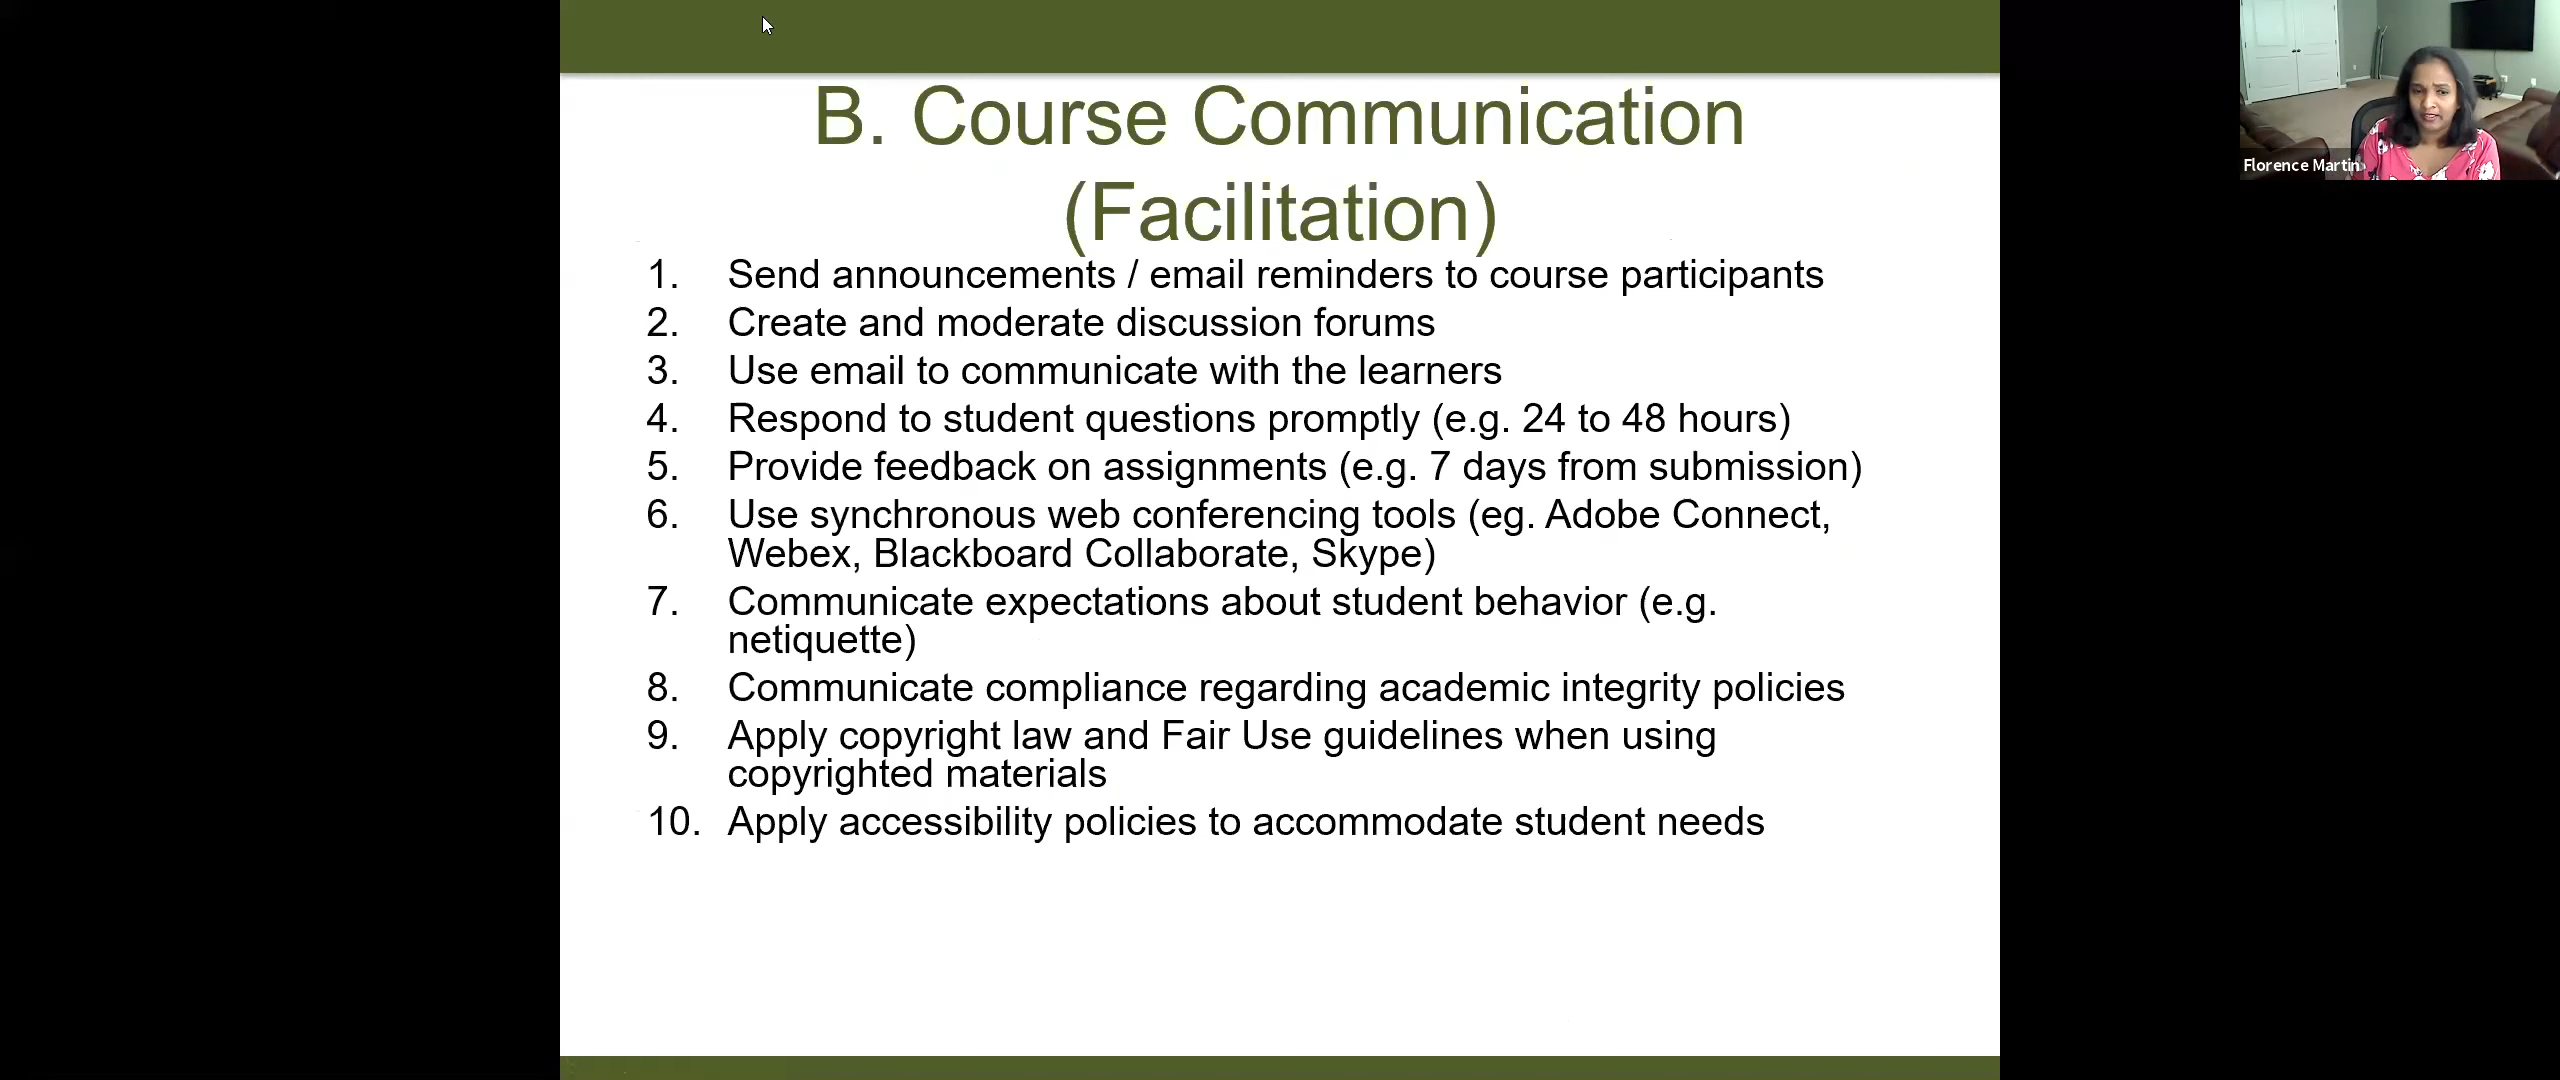 B. Course Communication
(Facilitation)
1. Send announcements / email reminders to course participants
2. Create and moderate discussion forums
3. Use email to communicate with the learners
4. Respond to student questions promptly (e.g. 24 to 48 hours)
5. Provide feedback on assignments (e.g. 7 days from submission)
6. Use synchronous web conferencing tools (eg. Adobe Connect,
Webex, Blackboard Collaborate, Skype)
7. Communicate expectations about student behavior (e.g.
netiquette)
8. Communicate compliance regarding academic integrity policies
9. Apply copyright law and Fair Use guidelines when using
copyrighted materials
10. Apply accessibility policies to accommodate student needs
Florence Martin